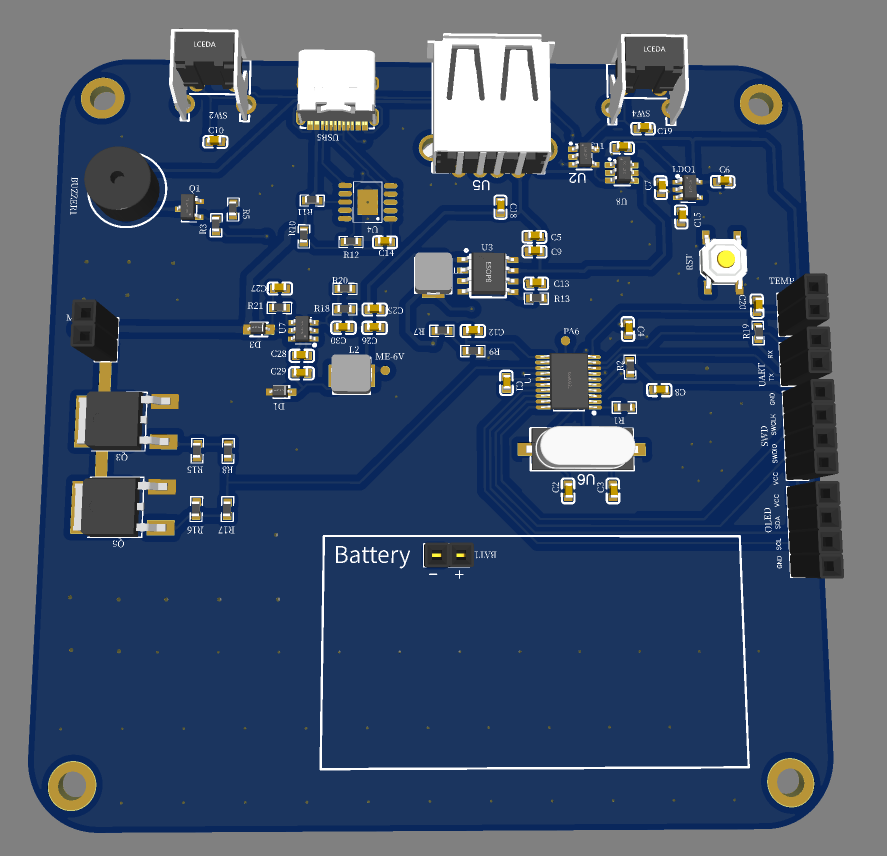 LCEDA
LCEDA
SW2
USB5
SW4
C10
C19
U5
U2
U8
LDO1
C7
C6
C15
BUZZER1
Q1
R5
R3
R11
R10
U4
R12
C14
C18
U3
C5
C9
C13
R13
RST
TEMP
C20
R19
C27
R20
R21
R18
U7
C30
C26
D3
C28
C29
L2
ME-6V
D1
R7
C12
R9
PA6
C4
U1
C1
R2
C8
R1
U6
C2
C3
UART
RX
TX
SWD
GND
SWCLK
SWDIO
VCC
OLED
VCC
SDA
SCL
GND
Q3
R15
R8
Q5
R16
R17
Battery
BATT
− +